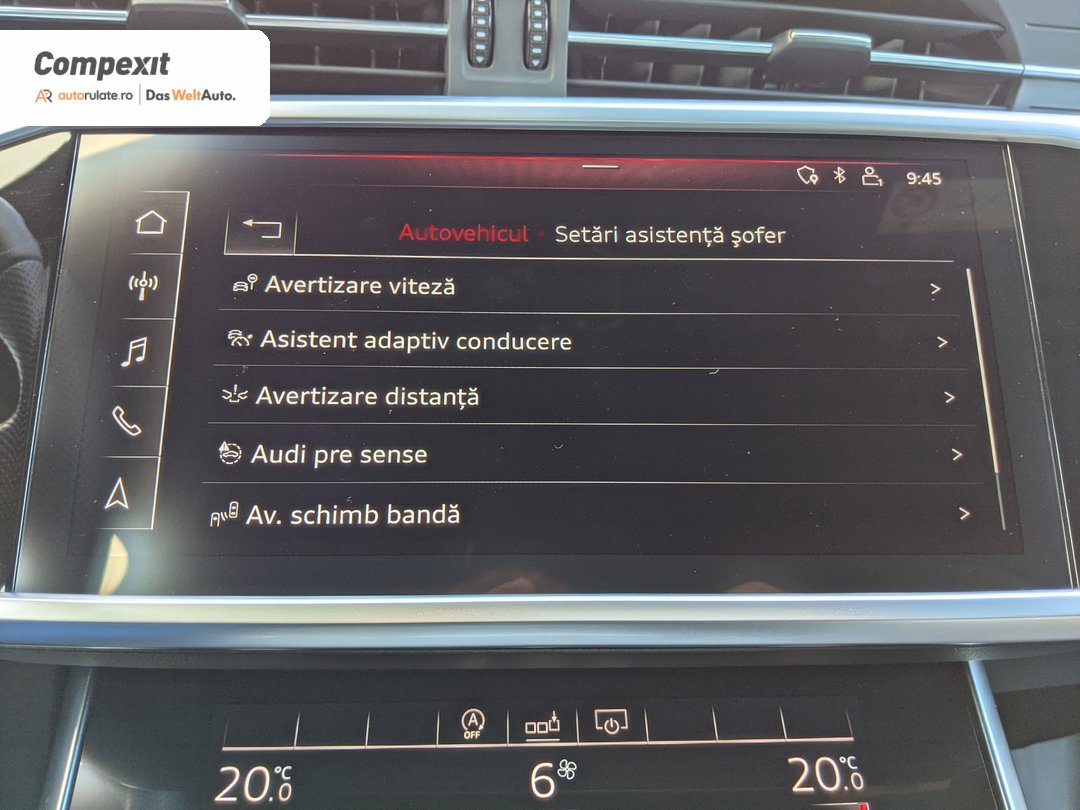 Compexit
autorulate.ro | Das WeltAuto.
9:45
Autovehicul • Setări asistență șofer
Avertizare viteză
Asistent adaptiv conducere
Avertizare distanță
Audi pre sense
Av. schimb bandă
A
OFF
20.0 °C 6 20.0 °C